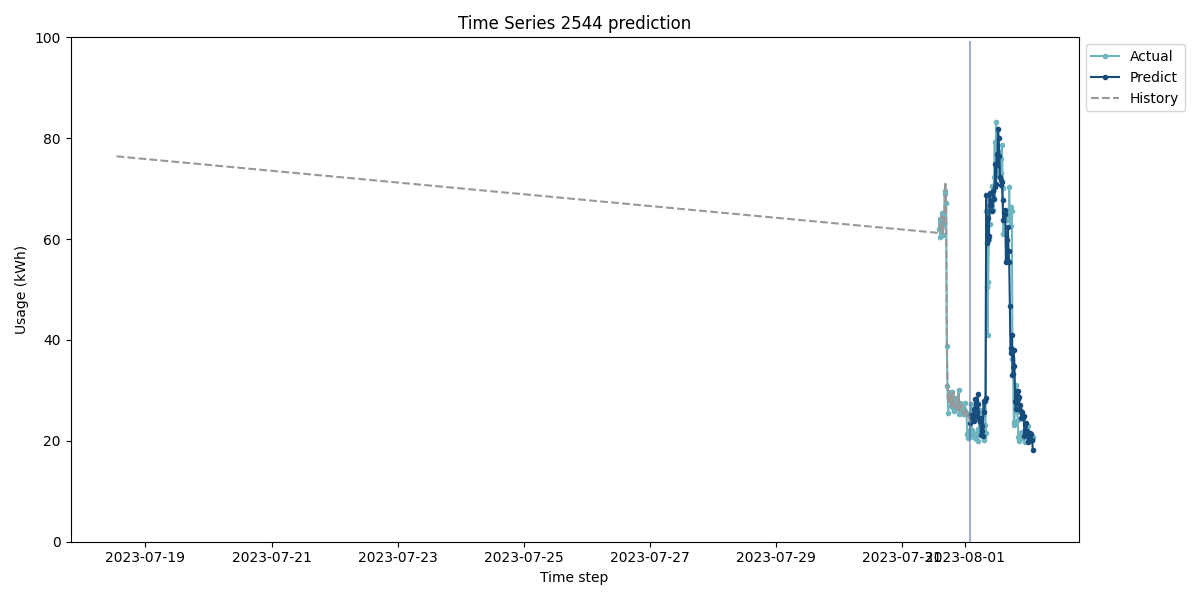 Time Series 2544 prediction
Usage (kWh)
100
80
60
40
20
0
2023-07-19
2023-07-21
2023-07-23
2023-07-25
2023-07-27
2023-07-29
2023-07-31
2023-08-01
Time step
Actual
Predict
History